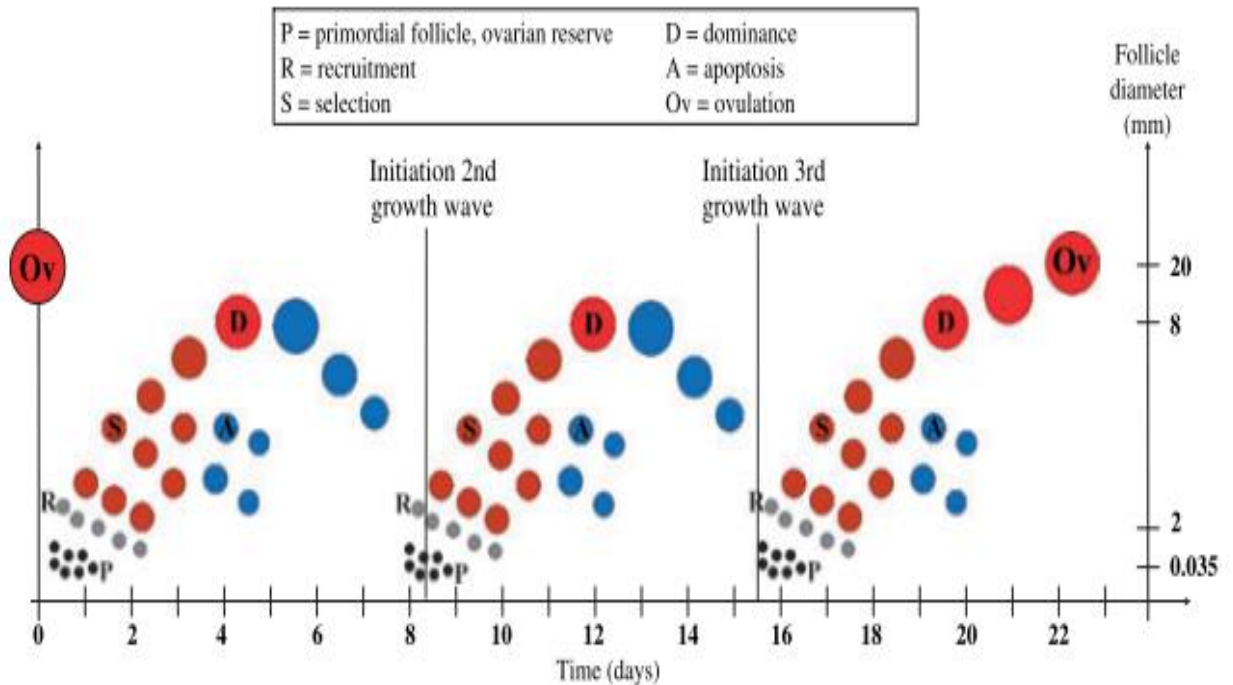 P = primordial follicle, ovarian reserve
R = recruitment
S = selection
D = dominance
A = apoptosis
Ov = ovulation
Follicle
diameter
(mm)
Initiation 2nd
growth wave
Initiation 3rd
growth wave
Ov
D
S
A
R
P
D
S
A
R
P
D
Ov
S
A
R
P
20
8
2
0.035
0 2 4 6 8 10 12 14 16 18 20 22
Time (days)